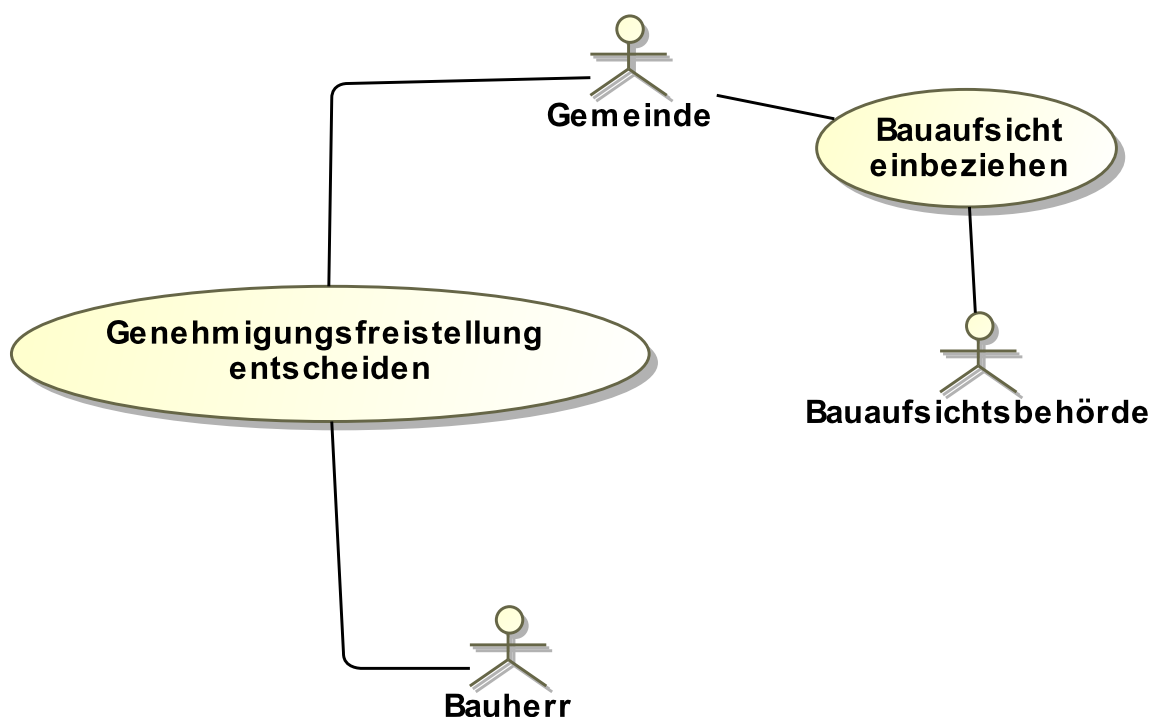 Gemeinde
Bauaufsicht
einbeziehen
Genehmigungsfreistellung
entscheiden
Bauaufsichtsbehörde
Bauherr